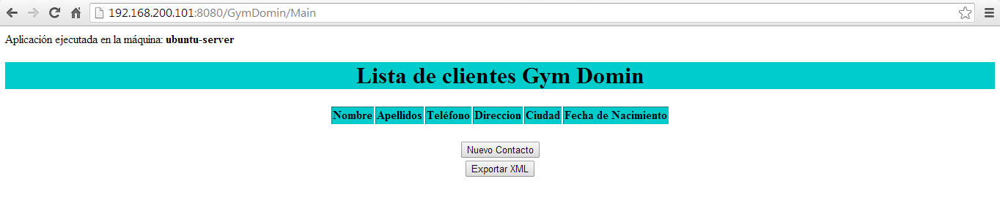 192.168.200.101:8080/GymDomin/Main
Aplicación ejecutada en la máquina: ubuntu-server
Lista de clientes Gym Domin
Nombre Apellidos Teléfono Direccion Ciudad Fecha de Nacimiento
Nuevo Contacto
Exportar XML